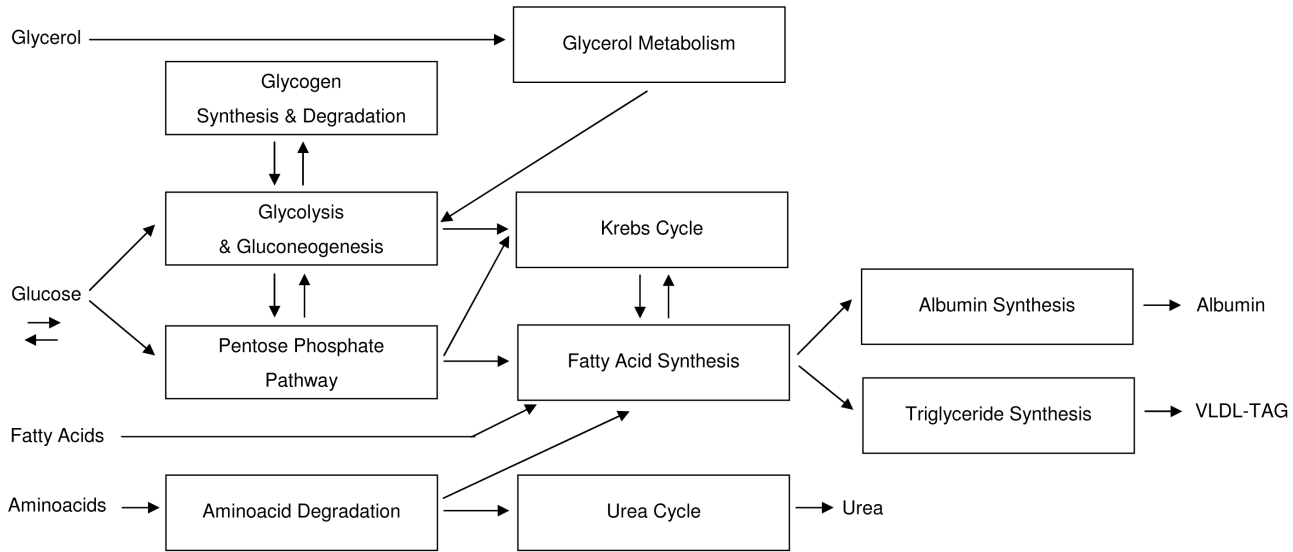 Glycerol
Glycerol Metabolism
Glycogen
Synthesis & Degradation
Glycolysis
& Gluconeogenesis
Krebs Cycle
Glucose
Albumin Synthesis
Albumin
Pentose Phosphate
Pathway
Fatty Acid Synthesis
Triglyceride Synthesis
VLDL-TAG
Fatty Acids
Aminoacids
Aminoacid Degradation
Urea Cycle
Urea